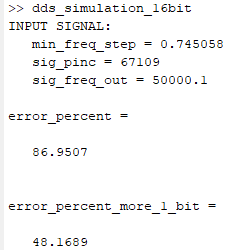 >> dds_simulation_16bit
INPUT SIGNAL:
min_freq_step = 0.745058
sig_pinc = 67109
sig_freq_out = 50000.1
error_percent =
86.9507
error_percent_more_1_bit =
48.1689